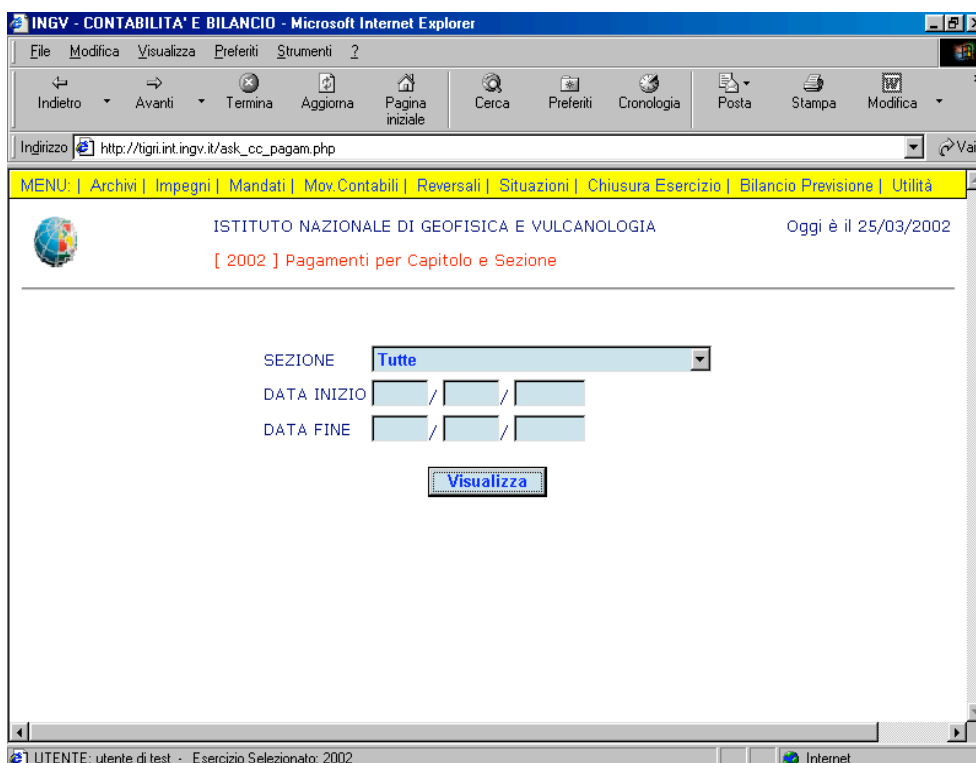 INGV - CONTABILITA' E BILANCIO - Microsoft Internet Explorer
File Modifica Visualizza Preferiti Strumenti ?
Indietro Avanti Termina Aggiorna Pagina iniziale Cerca Preferiti Cronologia Posta Stampa Modifica
Indirizzo http://tigri.int.ingv.it/ask_cc_pagam.php Vai
MENU: | Archivi | Impegni | Mandati | Mov.Contabili | Reversali | Situazioni | Chiusura Esercizio | Bilancio Previsione | Utilità
ISTITUTO NAZIONALE DI GEOFISICA E VULCANOLOGIA Oggi è il 25/03/2002
[ 2002 ] Pagamenti per Capitolo e Sezione
SEZIONE Tutte
DATA INIZIO / /
DATA FINE / /
Visualizza
UTENTE: utente di test - Esercizio Selezionato: 2002 Internet